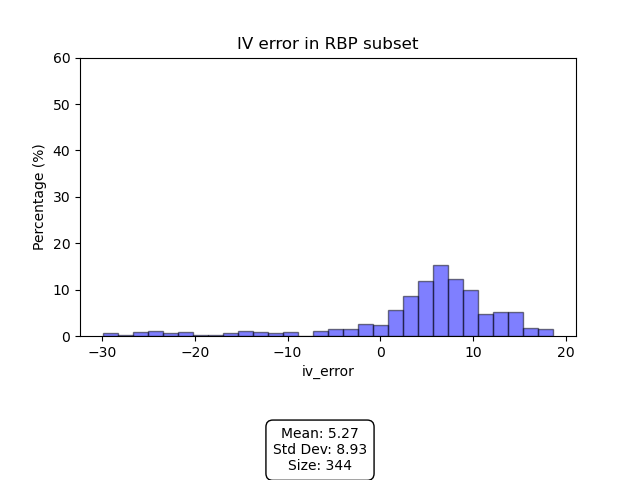 IV error in RBP subset
60
50
40
30
20
10
0
Percentage (%)
−30
−20
−10
0
10
20
iv_error
Mean: 5.27
Std Dev: 8.93
Size: 344